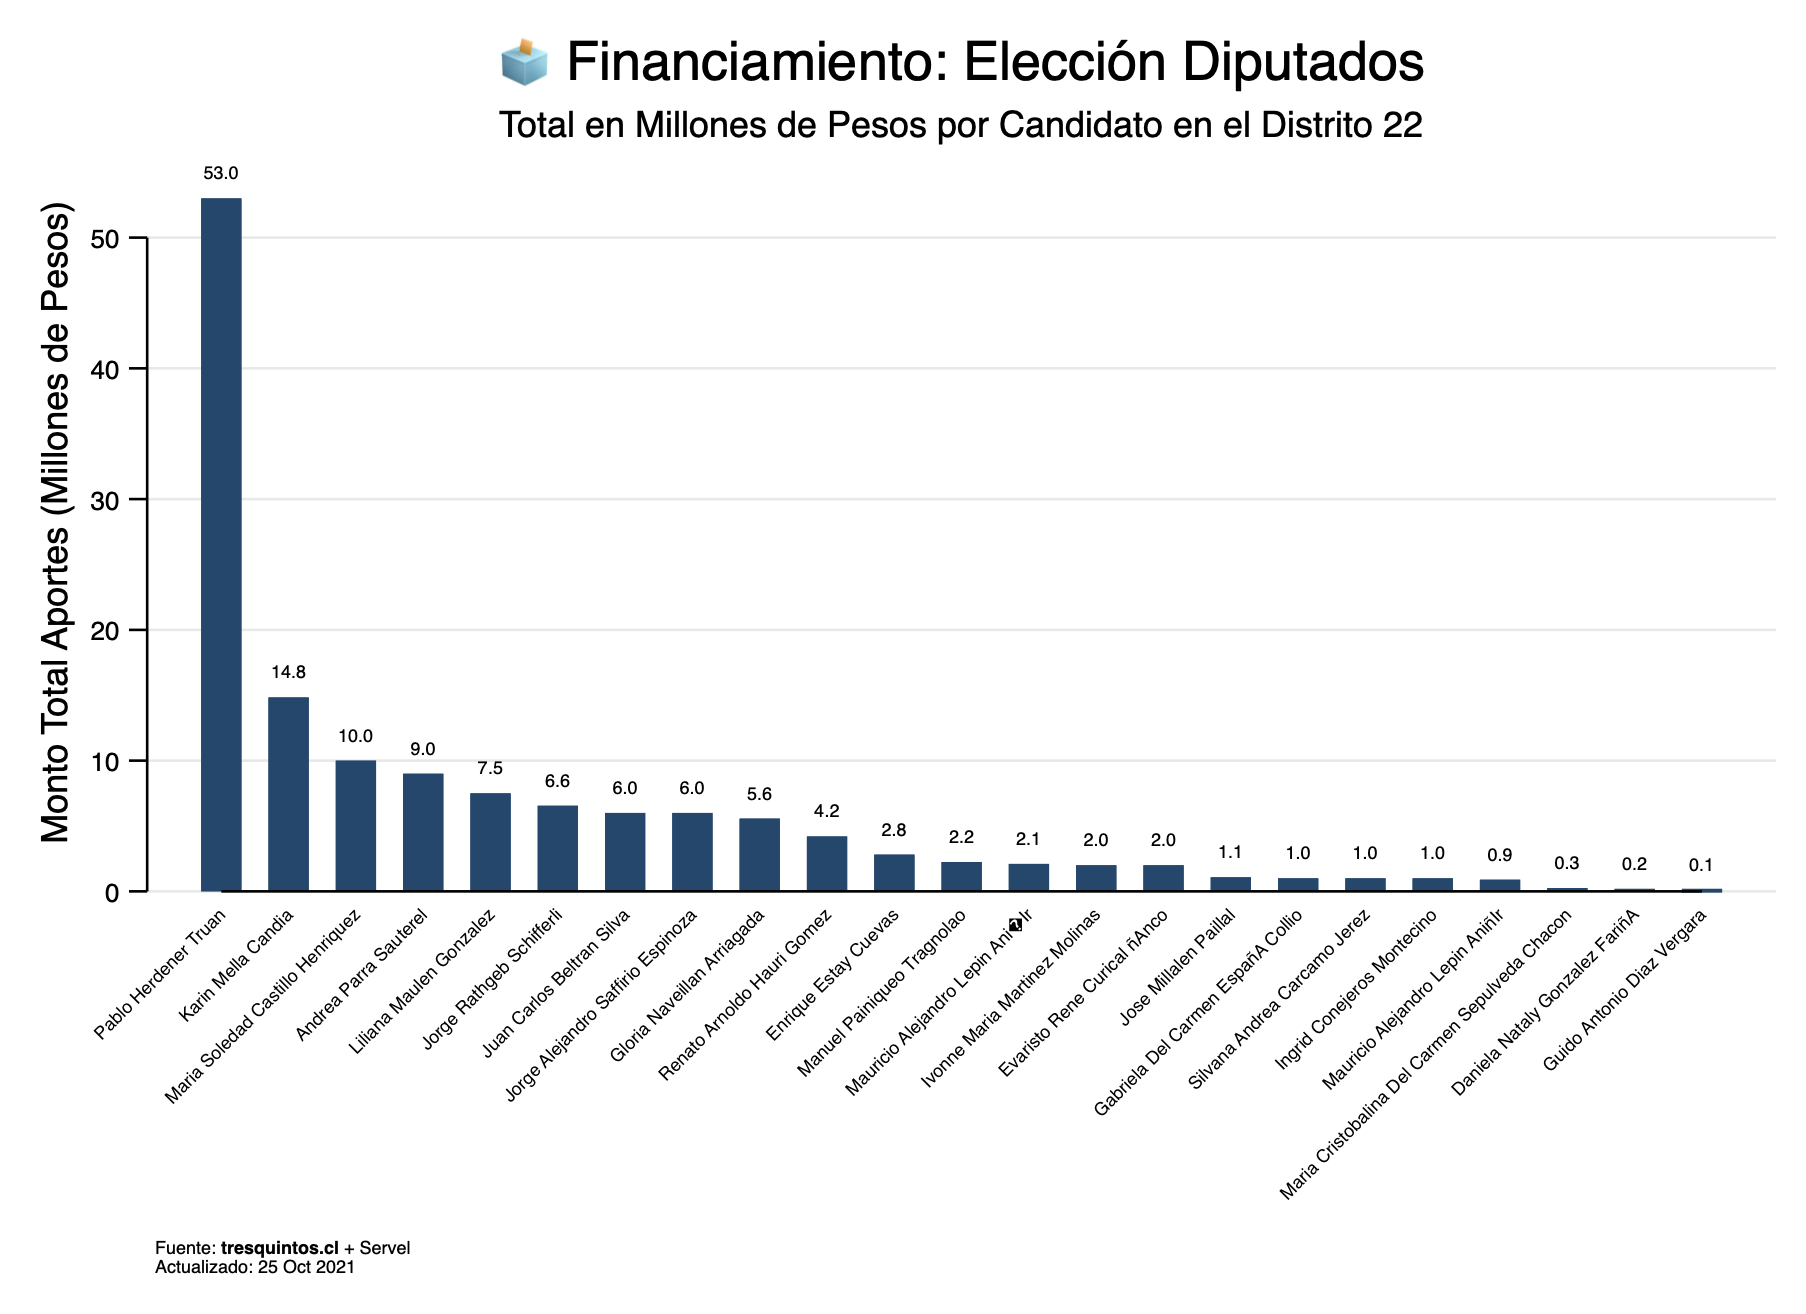 Financiamiento: Elección Diputados
Total en Millones de Pesos por Candidato en el Distrito 22
Monto Total Aportes (Millones de Pesos)
50
40
30
20
10
0
53.0
14.8
10.0
9.0
7.5
6.6
6.0
6.0
5.6
4.2
2.8
2.2
2.1
2.0
2.0
1.1
1.0
1.0
1.0
0.9
0.3
0.2
0.1
Pablo Herdener Truan
Karin Mella Candia
Maria Soledad Castillo Henriquez
Andrea Parra Sauterel
Liliana Maulen Gonzalez
Jorge Rathgeb Schifferli
Juan Carlos Beltran Silva
Jorge Alejandro Saffirio Espinoza
Gloria Naveillan Arriagada
Renato Arnoldo Hauri Gomez
Enrique Estay Cuevas
Manuel Painiqueo Tragnolao
Mauricio Alejandro Lepin Ani�Ir
Ivonne Maria Martinez Molinas
Evaristo Rene Curical ñAnco
Jose Millalen Paillal
Gabriela Del Carmen EspañA Collio
Silvana Andrea Carcamo Jerez
Ingrid Conejeros Montecino
Mauricio Alejandro Lepin AniñIr
Maria Cristobalina Del Carmen Sepulveda Chacon
Daniela Nataly Gonzalez FariñA
Guido Antonio Diaz Vergara
Fuente: tresquintos.cl + Servel
Actualizado: 25 Oct 2021